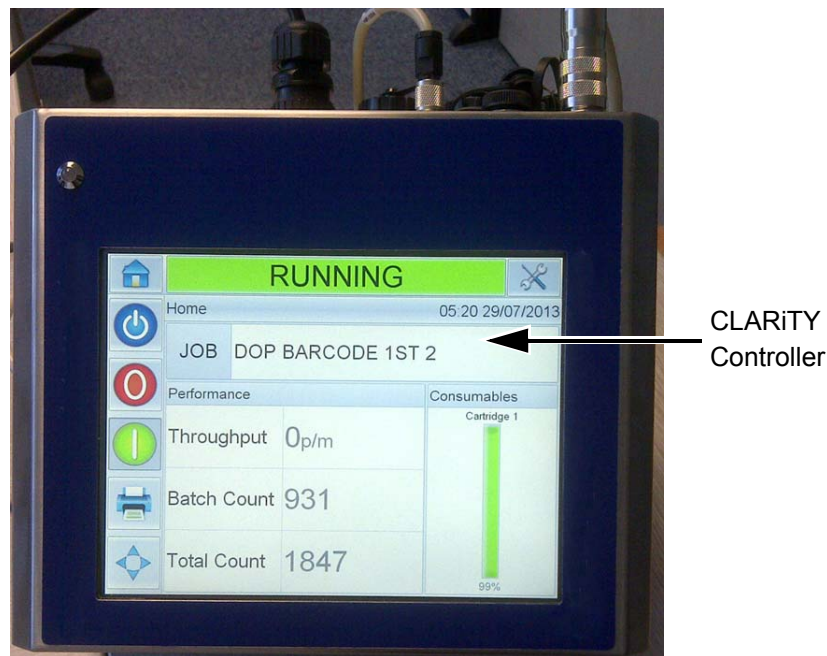 RUNNING
Home 05:20 29/07/2013
JOB DOP BARCODE 1ST 2
CLARiTY
Controller
Performance Consumables
Cartridge 1
Throughput 0p/m
Batch Count 931
Total Count 1847
99%